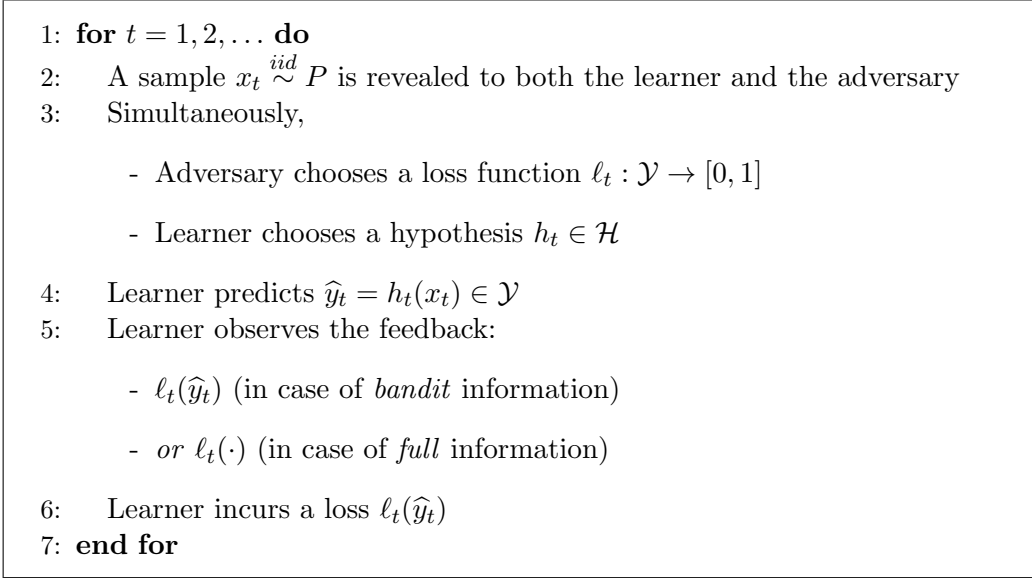 1: for t = 1, 2, . . . do
2: A sample x_t \overset{iid}{\sim} P is revealed to both the learner and the adversary
3: Simultaneously,
- Adversary chooses a loss function ℓ_t : 𝒴 → [0, 1]
- Learner chooses a hypothesis h_t ∈ ℋ
4: Learner predicts ŷ_t = h_t(x_t) ∈ 𝒴
5: Learner observes the feedback:
- ℓ_t(ŷ_t) (in case of bandit information)
- or ℓ_t(·) (in case of full information)
6: Learner incurs a loss ℓ_t(ŷ_t)
7: end for